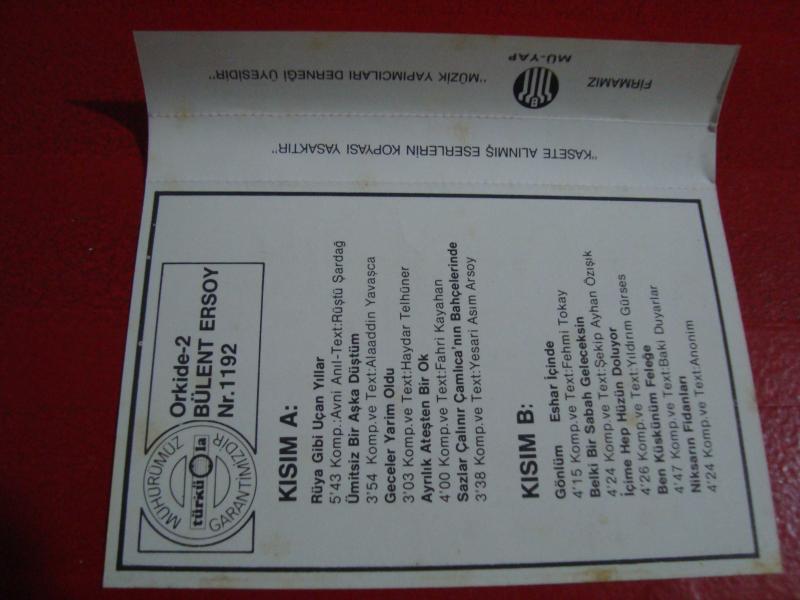 FİRMAMIZ
MÜ-YAP
"MÜZİK YAPIMCILARI DERNEĞİ ÜYESİDİR"
"KASETE ALINMIŞ ESERLERİN KOPYASI YASAKTIR"
MÜHÜRÜMÜZ
türküola
GARANTİMİZDİR
Orkide-2
BÜLENT ERSOY
Nr.1192
KISIM A:
Rüya Gibi Uçan Yıllar
5'43 Komp.:Avni Anıl-Text:Rüştü Şardağ
Ümitsiz Bir Aşka Düştüm
3'54 Komp.ve Text:Alaaddin Yavaşca
Geceler Yarim Oldu
3'03 Komp.ve Text:Haydar Telhüner
Ayrılık Ateşten Bir Ok
4'00 Komp.ve Text:Fahri Kayahan
Sazlar Çalınır Çamlıca'nın Bahçelerinde
3'38 Komp.ve Text:Yesari Asım Arsoy
KISIM B:
Gönlüm Eshar İçinde
4'15 Komp.ve Text:Fehmi Tokay
Belki Bir Sabah Geleceksin
4'24 Komp.ve Text:Şekip Ayhan Özışık
İçime Hep Hüzün Doluyor
4'26 Komp.ve Text:Yıldırım Gürses
Ben Küskünüm Feleğe
4'47 Komp.ve Text:Baki Duyarlar
Niksarın Fidanları
4'24 Komp.ve Text:Anonim